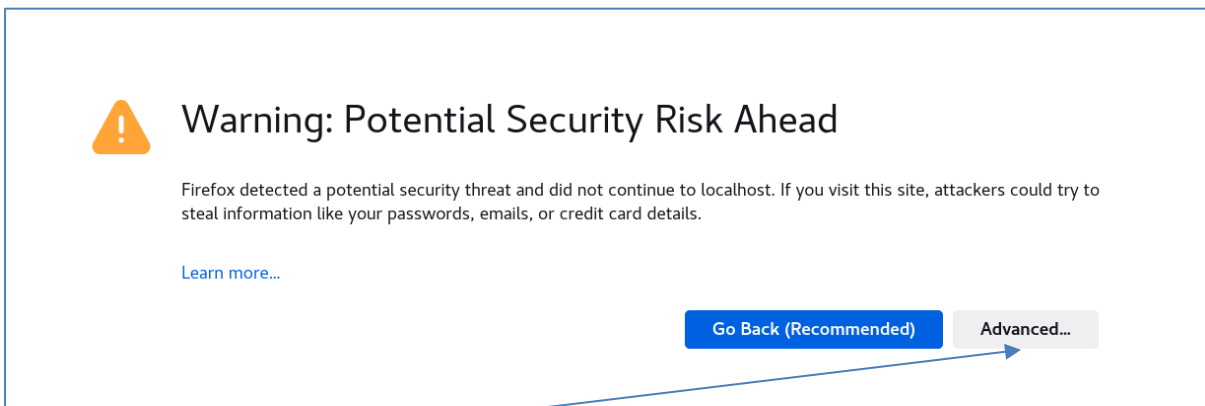 Warning: Potential Security Risk Ahead
Firefox detected a potential security threat and did not continue to localhost. If you visit this site, attackers could try to
steal information like your passwords, emails, or credit card details.
Learn more...
Go Back (Recommended)
Advanced...